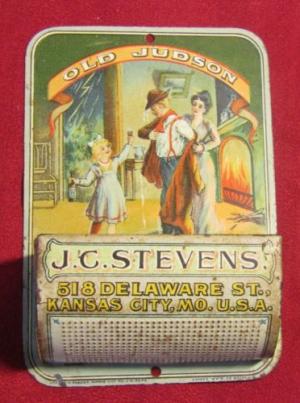 OLD JUDSON
J.C. STEVENS
518 DELAWARE ST.,
KANSAS CITY, MO. U.S.A.